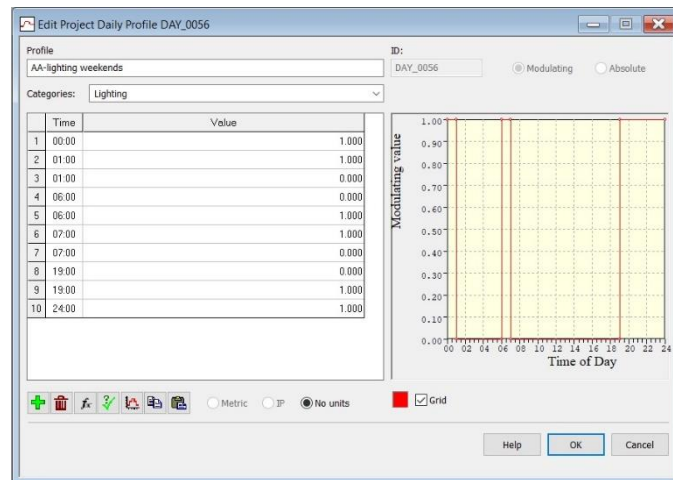 Edit Project Daily Profile DAY_0056
Profile
ID:
AA-lighting weekends
DAY_0056
Modulating
Absolute
Categories:
Lighting
Time Value
1 00:00 1.000
2 01:00 1.000
3 01:00 0.000
4 06:00 0.000
5 06:00 1.000
6 07:00 1.000
7 07:00 0.000
8 19:00 0.000
9 19:00 1.000
10 24:00 1.000
Modulating value
1.00
0.90
0.80
0.70
0.60
0.50
0.40
0.30
0.20
0.10
0.00
00 02 04 06 08 10 12 14 16 18 20 22 24
Time of Day
fx
Metric
IP
No units
Grid
Help
OK
Cancel